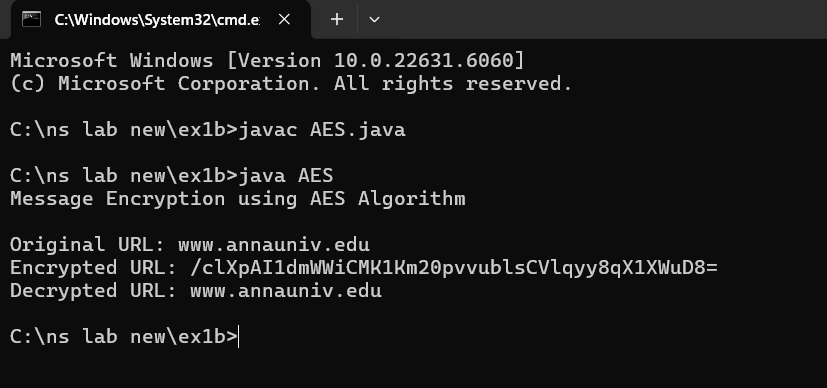 C:\Windows\System32\cmd.e
Microsoft Windows [Version 10.0.22631.6060]
(c) Microsoft Corporation. All rights reserved.
C:\ns lab new\ex1b>javac AES.java
C:\ns lab new\ex1b>java AES
Message Encryption using AES Algorithm
Original URL: www.annauniv.edu
Encrypted URL: /clXpAI1dmWWiCMK1Km20pvvublsCVlqyy8qX1XWuD8=
Decrypted URL: www.annauniv.edu
C:\ns lab new\ex1b>